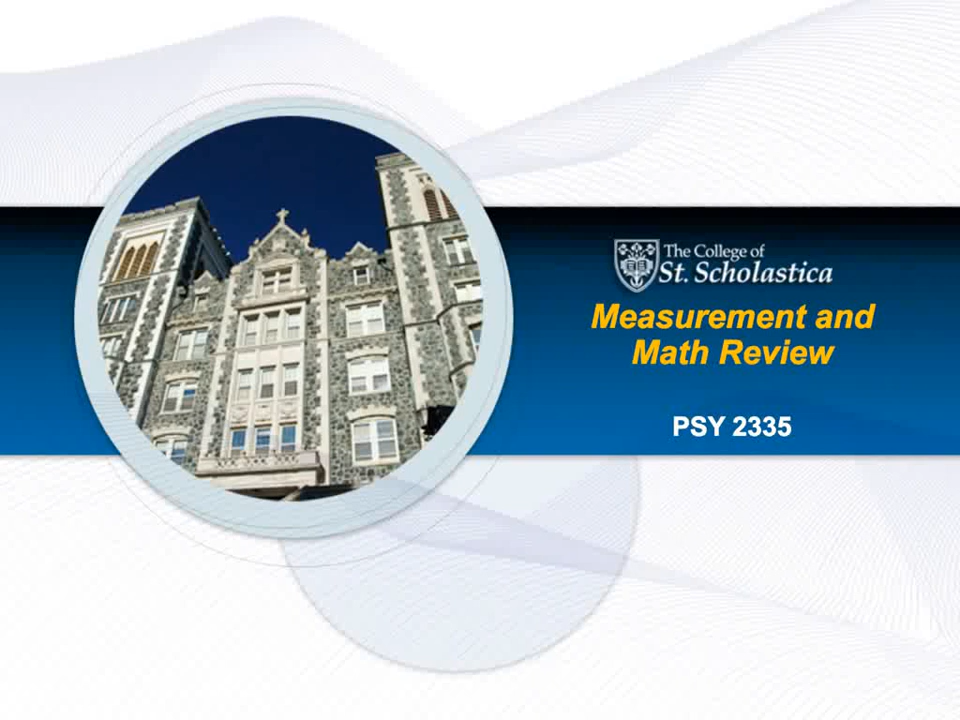 The College of
St. Scholastica
Measurement and
Math Review
PSY 2335